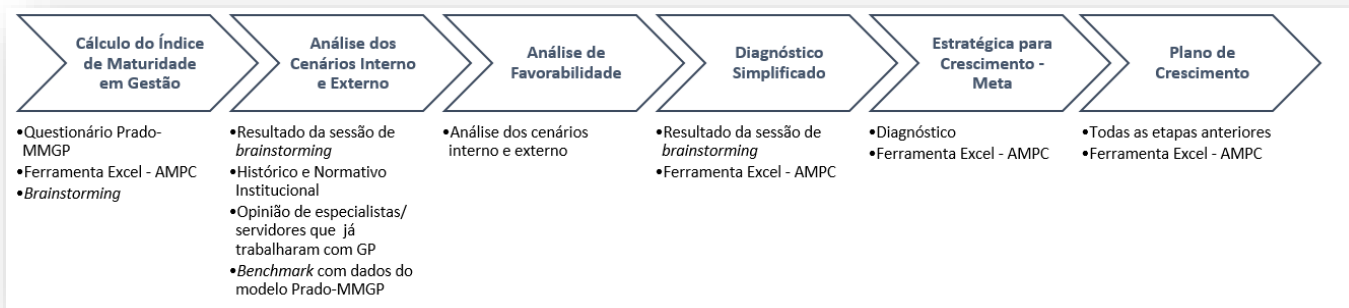 Cálculo do Índice
de Maturidade
em Gestão
Análise dos
Cenários Interno
e Externo
Análise de
Favorabilidade
Diagnóstico
Simplificado
Estratégica para
Crescimento -
Meta
Plano de
Crescimento
•Questionário Prado-
MMGP
•Ferramenta Excel - AMPC
•Brainstorming
•Resultado da sessão de
brainstorming
•Histórico e Normativo
Institucional
•Opinião de especialistas/
servidores que já
trabalharam com GP
•Benchmark com dados do
modelo Prado-MMGP
•Análise dos cenários
interno e externo
•Resultado da sessão de
brainstorming
•Ferramenta Excel - AMPC
•Diagnóstico
•Ferramenta Excel - AMPC
•Todas as etapas anteriores
•Ferramenta Excel - AMPC